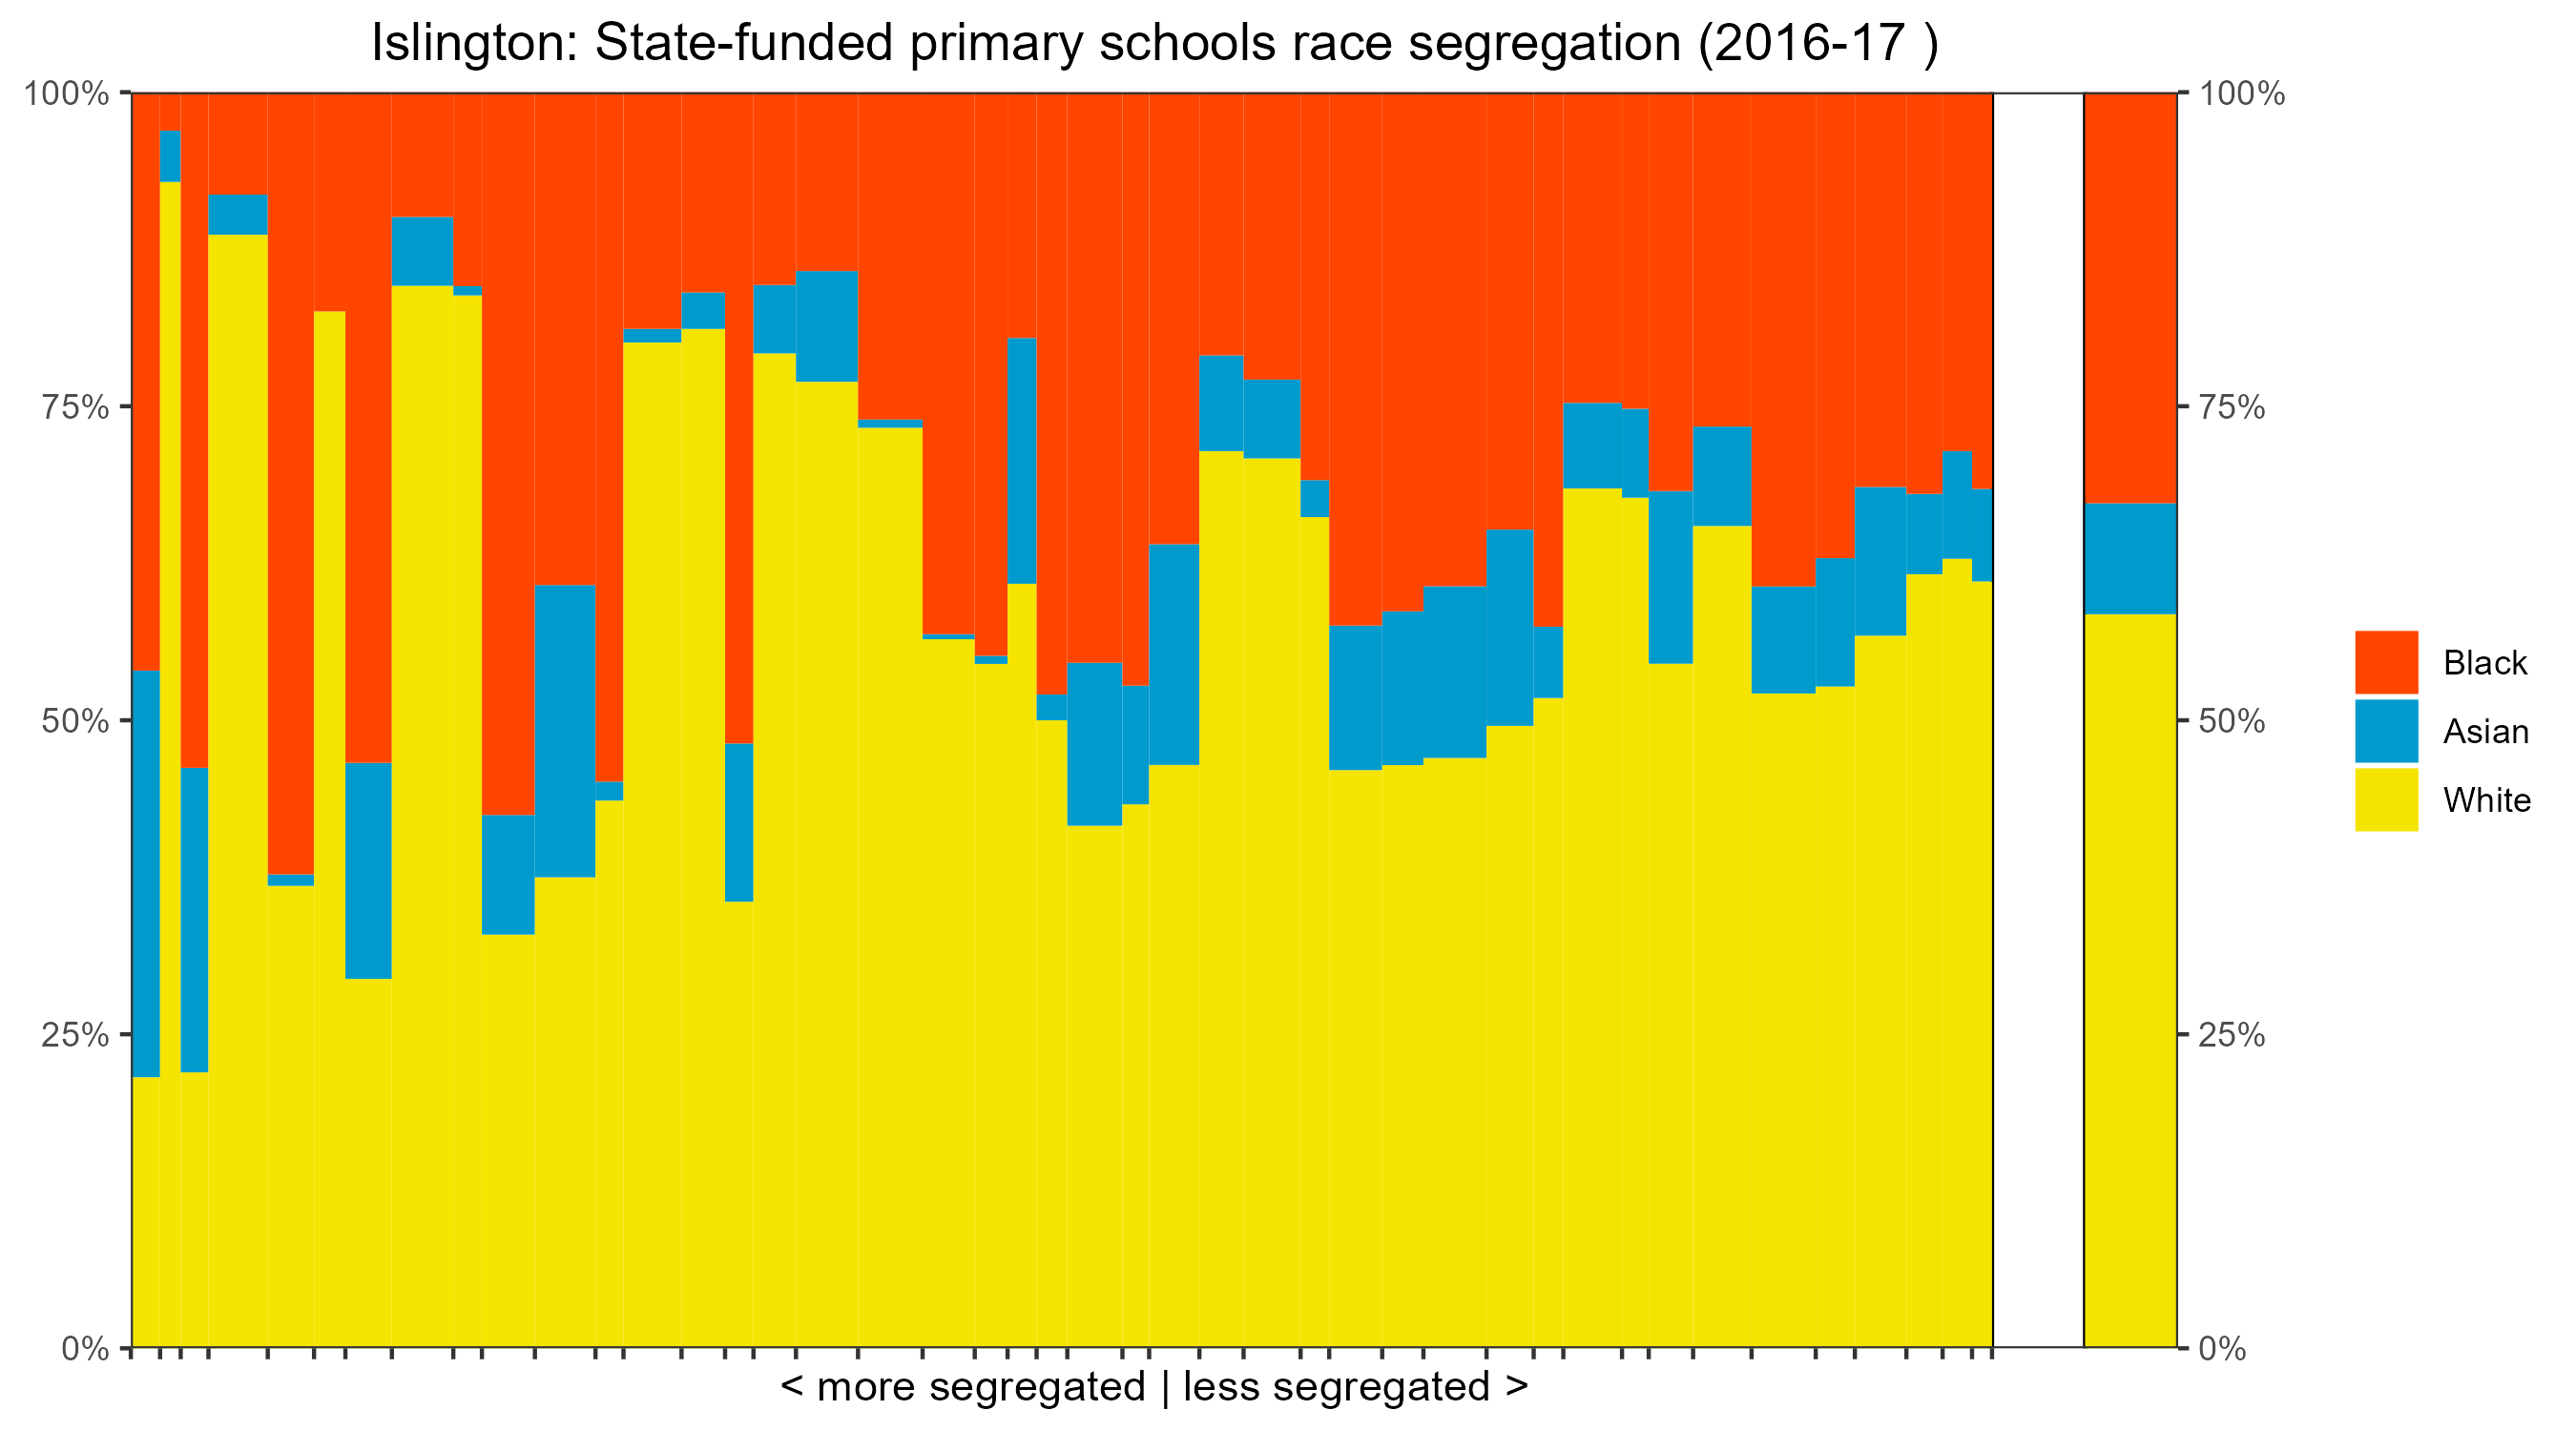 Islington: State-funded primary schools race segregation (2016-17 )
100%
75%
50%
25%
0%
100%
75%
50%
25%
0%
Black
Asian
White
< more segregated | less segregated >